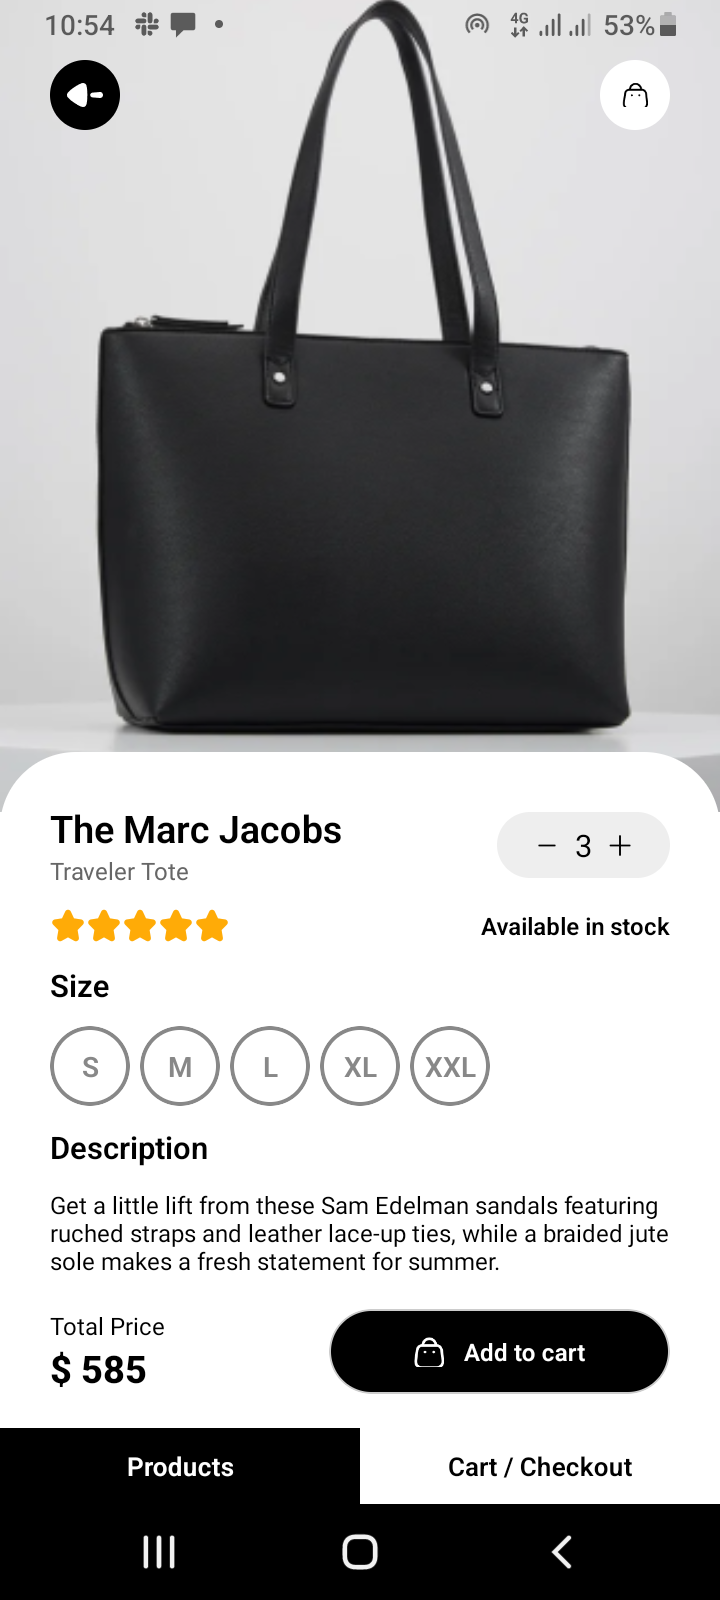 10:54
4G
53%
The Marc Jacobs
Traveler Tote
− 3 +
Available in stock
Size
S M L XL XXL
Description
Get a little lift from these Sam Edelman sandals featuring
ruched straps and leather lace-up ties, while a braided jute
sole makes a fresh statement for summer.
Total Price
$ 585
Add to cart
Products
Cart / Checkout